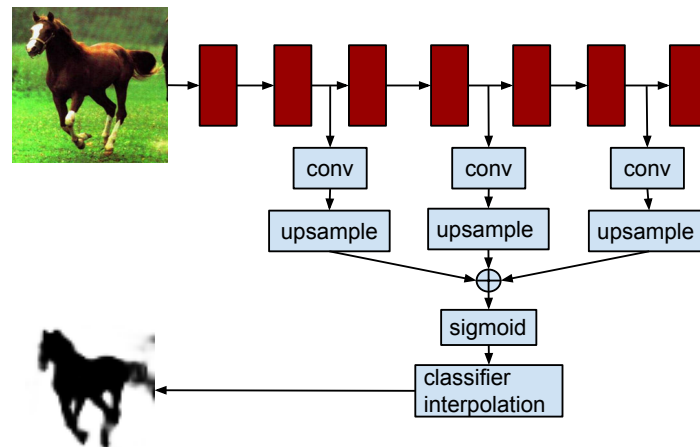 conv
conv
conv
upsample
upsample
upsample
sigmoid
classifier
interpolation